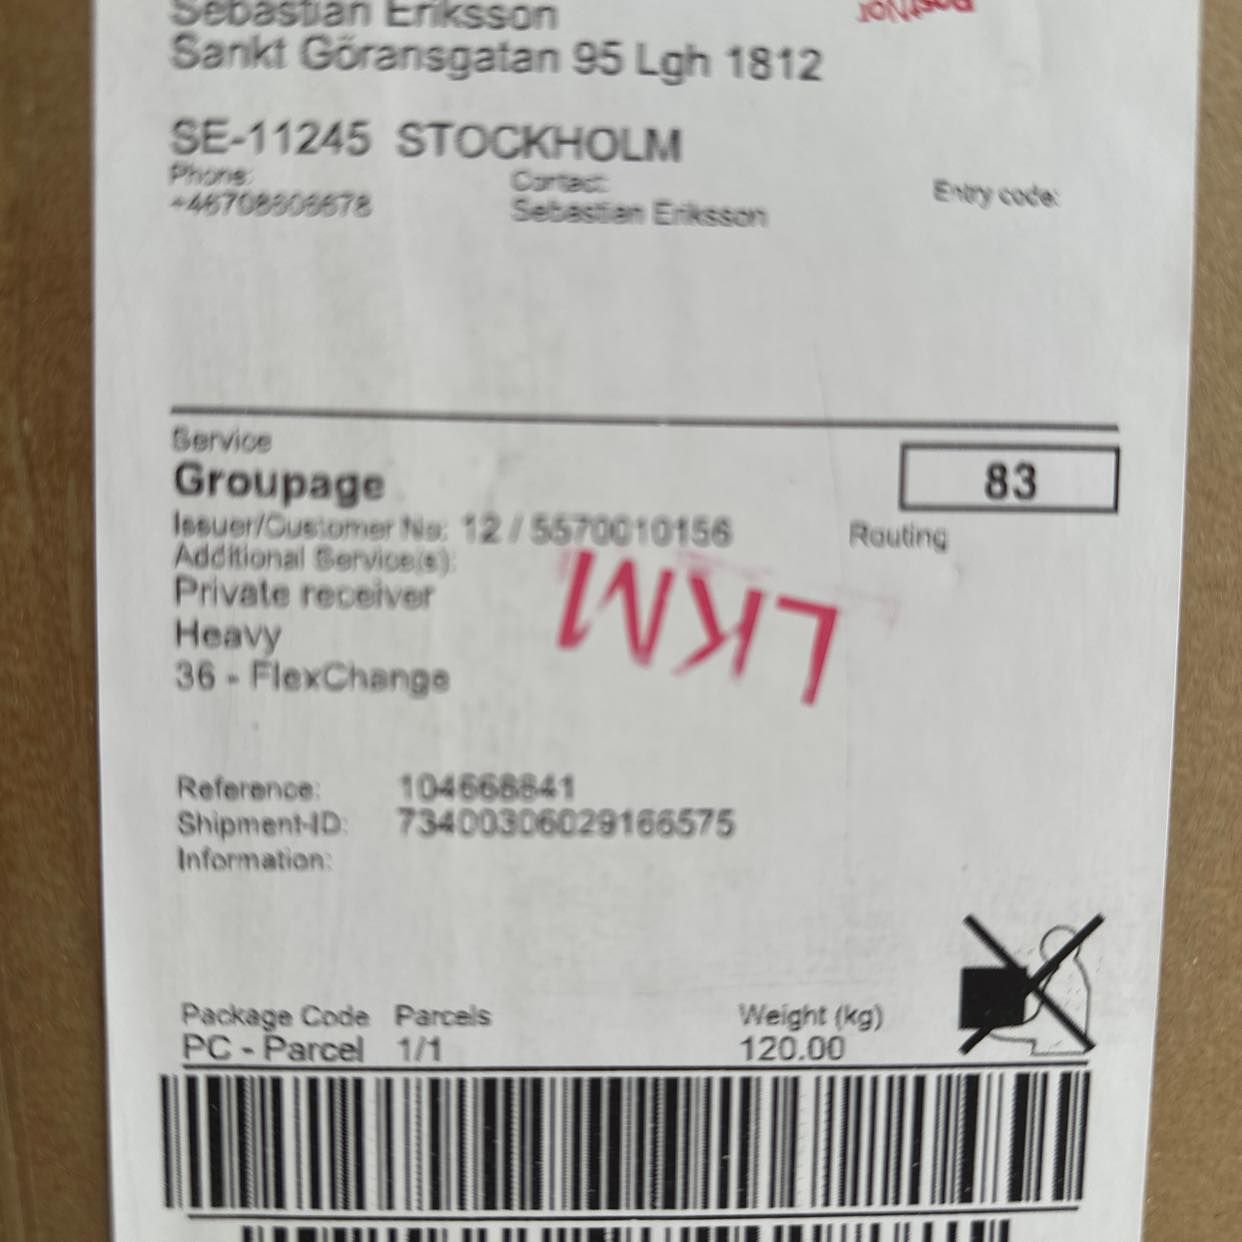 Sebastian Eriksson
Sankt Göransgatan 95 Lgh 1812
SE-11245 STOCKHOLM
Phone: Contact: Entry code:
Sebastian Eriksson
Service
Groupage
83
Issuer/Customer No: 12 / 5570010156
Routing
Additional Service(s):
Private receiver
Heavy
36 - FlexChange
LKM
Reference: 104668841
Shipment-ID: 73400306029166575
Information:
Package Code Parcels Weight (kg)
PC - Parcel 1/1 120.00